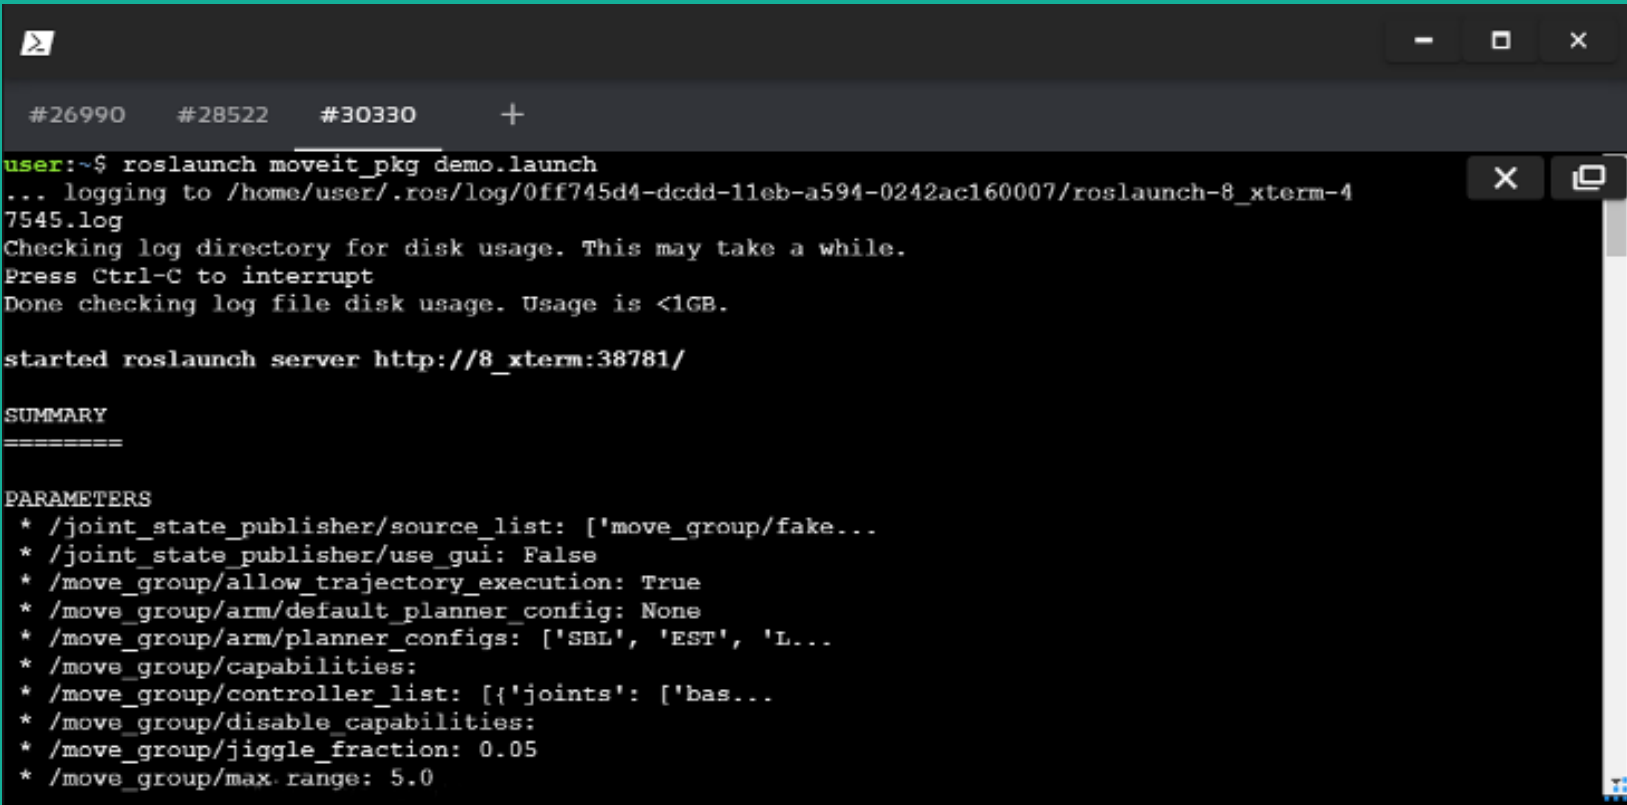 #26990 #28522 #30330 +
user:~$ roslaunch moveit_pkg demo.launch
... logging to /home/user/.ros/log/0ff745d4-dcdd-11eb-a594-0242ac160007/roslaunch-8_xterm-4
7545.log
Checking log directory for disk usage. This may take a while.
Press Ctrl-C to interrupt
Done checking log file disk usage. Usage is <1GB.
started roslaunch server http://8_xterm:38781/
SUMMARY
========
PARAMETERS
* /joint_state_publisher/source_list: ['move_group/fake...
* /joint_state_publisher/use_gui: False
* /move_group/allow_trajectory_execution: True
* /move_group/arm/default_planner_config: None
* /move_group/arm/planner_configs: ['SBL', 'EST', 'L...
* /move_group/capabilities:
* /move_group/controller_list: [{'joints': ['bas...
* /move_group/disable_capabilities:
* /move_group/jiggle_fraction: 0.05
* /move_group/max_range: 5.0